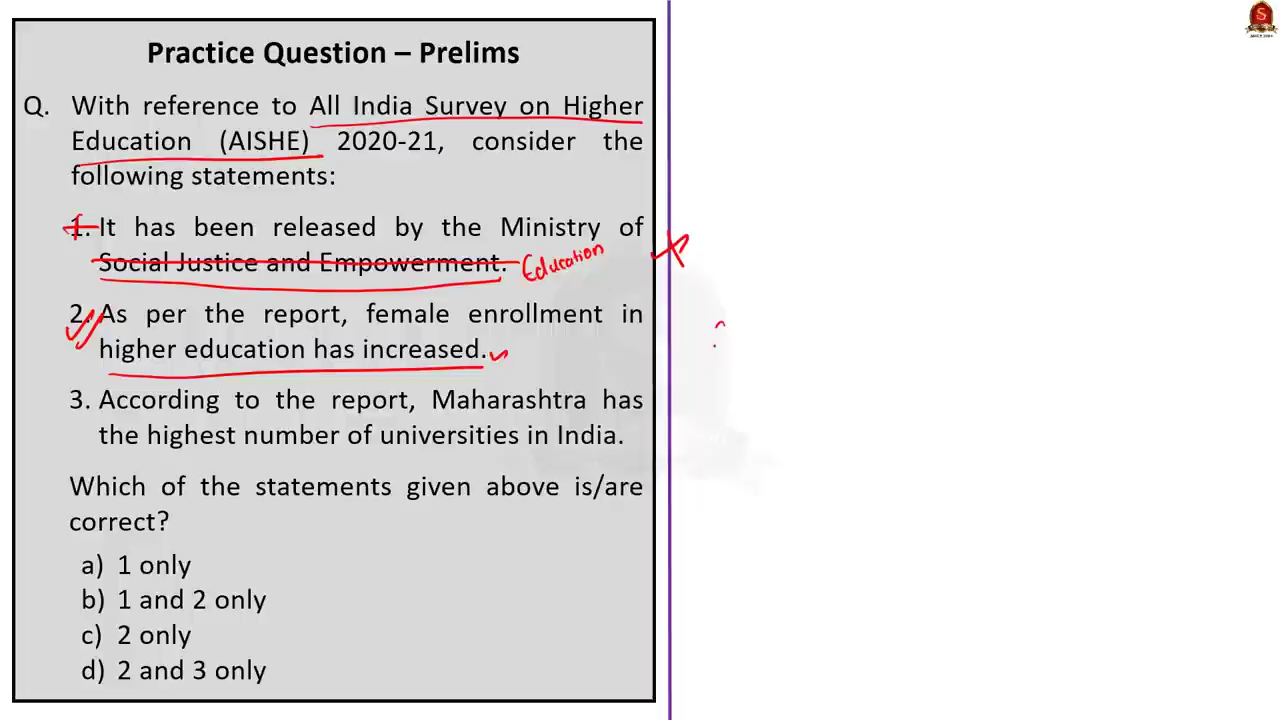 Practice Question – Prelims
Q. With reference to All India Survey on Higher
Education (AISHE) 2020-21, consider the
following statements:
1. It has been released by the Ministry of
Social Justice and Empowerment. Education
2. As per the report, female enrollment in
higher education has increased.
3. According to the report, Maharashtra has
the highest number of universities in India.
Which of the statements given above is/are
correct?
a) 1 only
b) 1 and 2 only
c) 2 only
d) 2 and 3 only
S